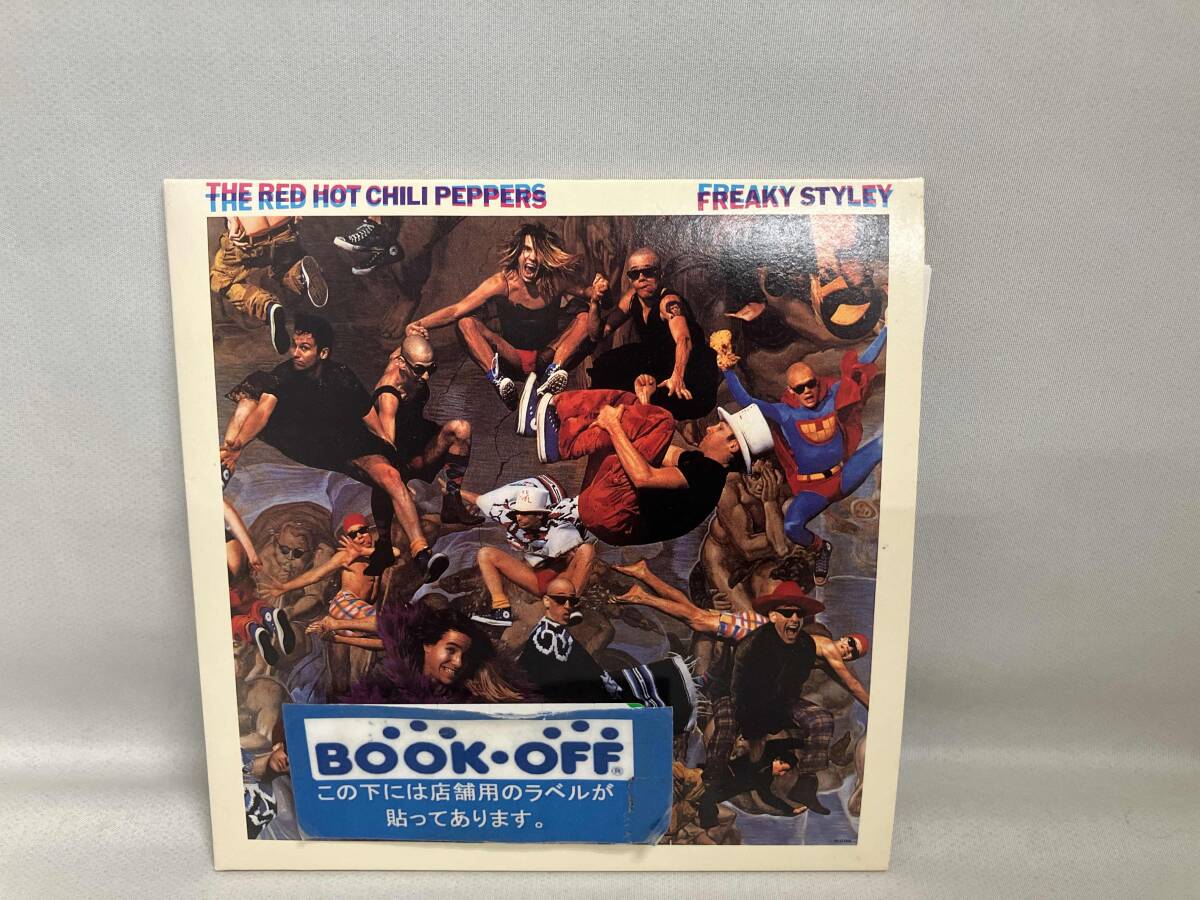 THE RED HOT CHILI PEPPERS FREAKY STYLEY
BOOK・OFF®
この下には店舗用のラベルが
貼ってあります。